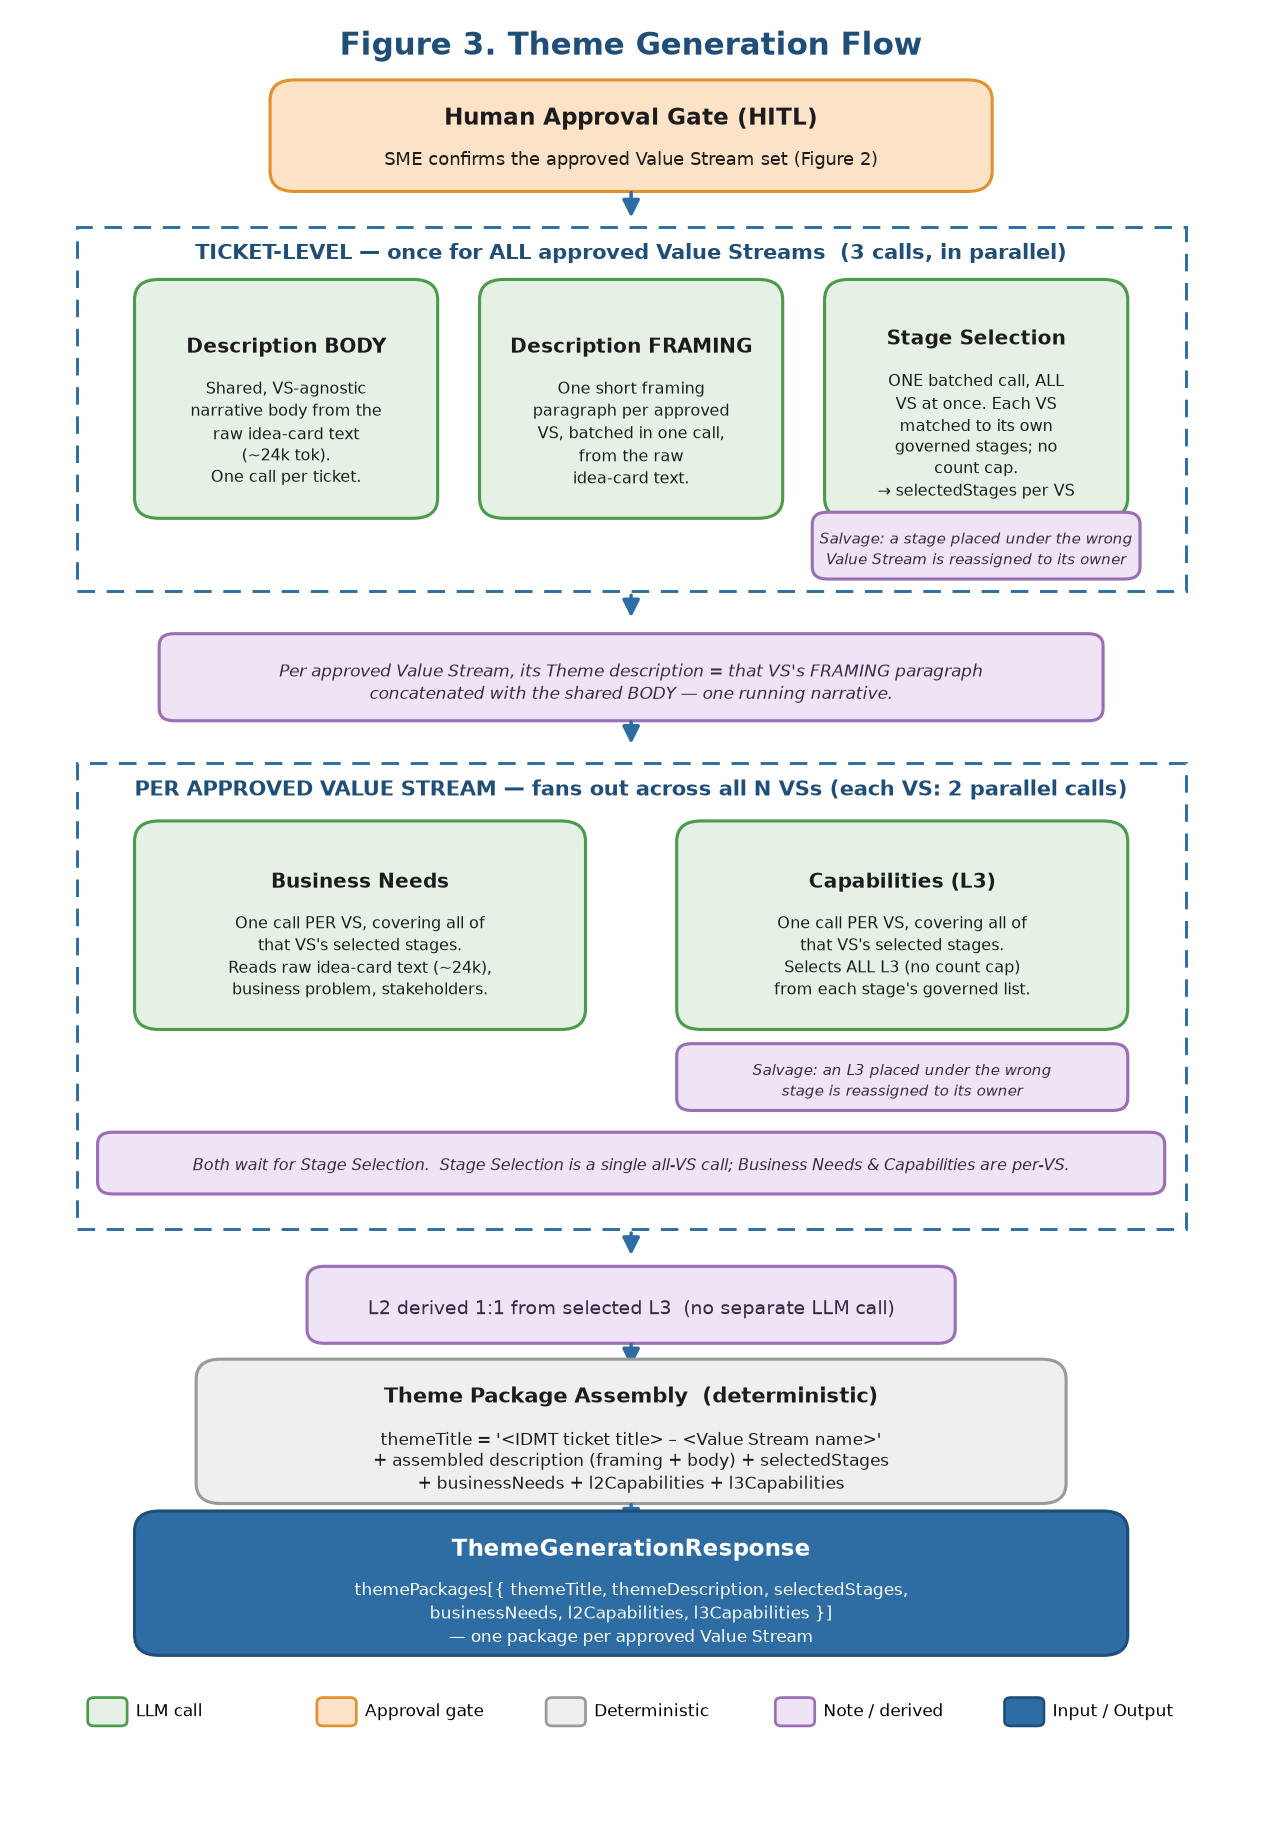 Figure 3. Theme Generation Flow
Human Approval Gate (HITL)
SME confirms the approved Value Stream set (Figure 2)
TICKET-LEVEL — once for ALL approved Value Streams  (3 calls, in parallel)
Description BODY
Shared, VS-agnostic
narrative body from the
raw idea-card text
(~24k tok).
One call per ticket.
Description FRAMING
One short framing
paragraph per approved
VS, batched in one call,
from the raw
idea-card text.
Stage Selection
ONE batched call, ALL
VS at once. Each VS
matched to its own
governed stages; no
count cap.
→ selectedStages per VS
Salvage: a stage placed under the wrong
Value Stream is reassigned to its owner
Per approved Value Stream, its Theme description = that VS's FRAMING paragraph
concatenated with the shared BODY — one running narrative.
PER APPROVED VALUE STREAM — fans out across all N VSs (each VS: 2 parallel calls)
Business Needs
One call PER VS, covering all of
that VS's selected stages.
Reads raw idea-card text (~24k),
business problem, stakeholders.
Capabilities (L3)
One call PER VS, covering all of
that VS's selected stages.
Selects ALL L3 (no count cap)
from each stage's governed list.
Salvage: an L3 placed under the wrong
stage is reassigned to its owner
Both wait for Stage Selection.  Stage Selection is a single all-VS call; Business Needs & Capabilities are per-VS.
L2 derived 1:1 from selected L3  (no separate LLM call)
Theme Package Assembly  (deterministic)
themeTitle = '<IDMT ticket title> – <Value Stream name>'
+ assembled description (framing + body) + selectedStages
+ businessNeeds + l2Capabilities + l3Capabilities
ThemeGenerationResponse
themePackages[{ themeTitle, themeDescription, selectedStages,
businessNeeds, l2Capabilities, l3Capabilities }]
— one package per approved Value Stream
LLM call
Approval gate
Deterministic
Note / derived
Input / Output